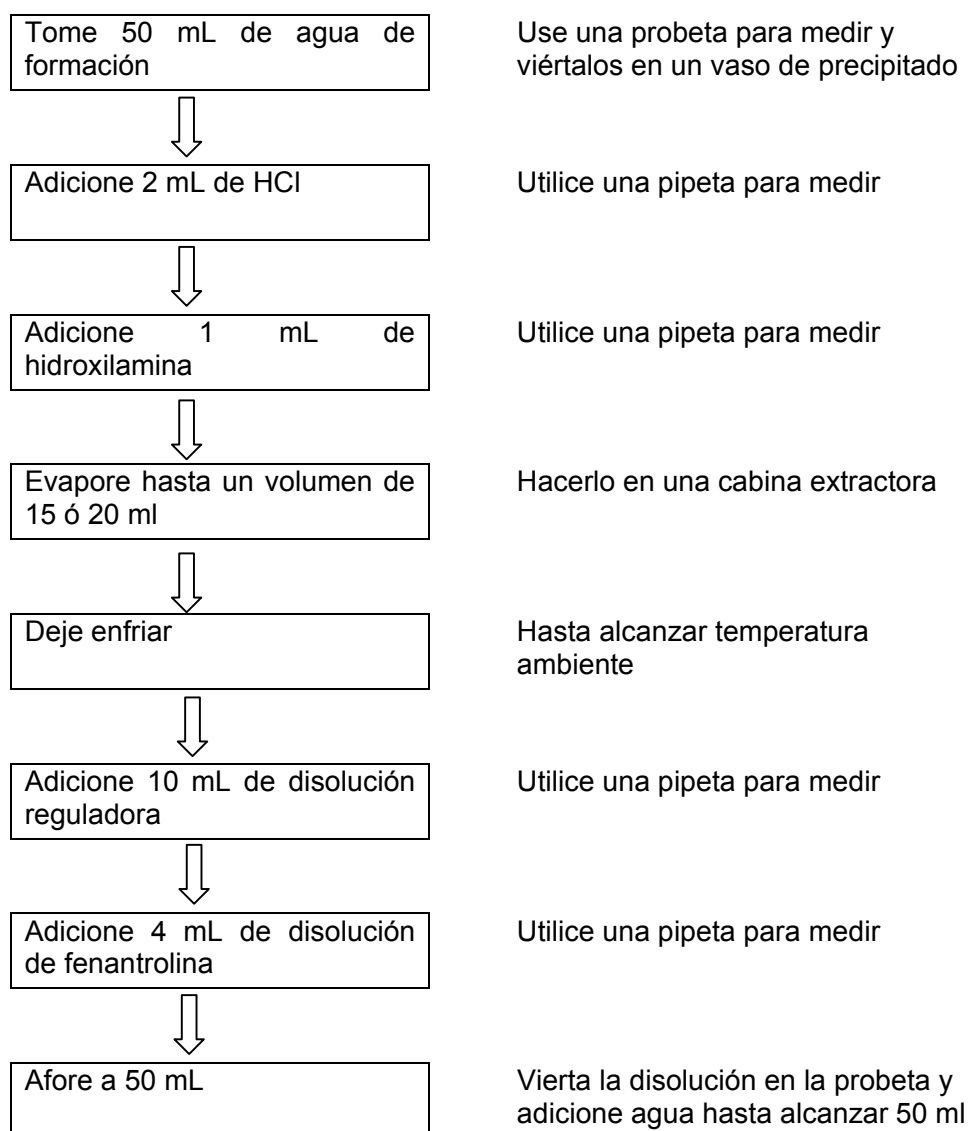 Tome 50 mL de agua de
formación
Use una probeta para medir y
viértalos en un vaso de precipitado
Adicione 2 mL de HCl
Utilice una pipeta para medir
Adicione 1 mL de
hidroxilamina
Utilice una pipeta para medir
Evapore hasta un volumen de
15 ó 20 ml
Hacerlo en una cabina extractora
Deje enfriar
Hasta alcanzar temperatura
ambiente
Adicione 10 mL de disolución
reguladora
Utilice una pipeta para medir
Adicione 4 mL de disolución
de fenantrolina
Utilice una pipeta para medir
Afore a 50 mL
Vierta la disolución en la probeta y
adicione agua hasta alcanzar 50 ml